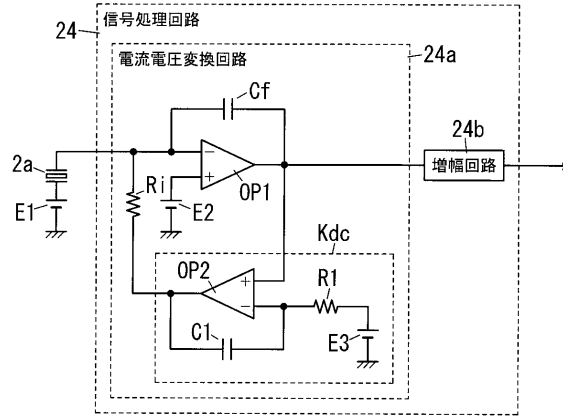 信号処理回路
24
電流電圧変換回路
24a
Cf
24b
増幅回路
2a
Ri
OP1
E1
E2
Kdc
OP2
R1
C1
E3